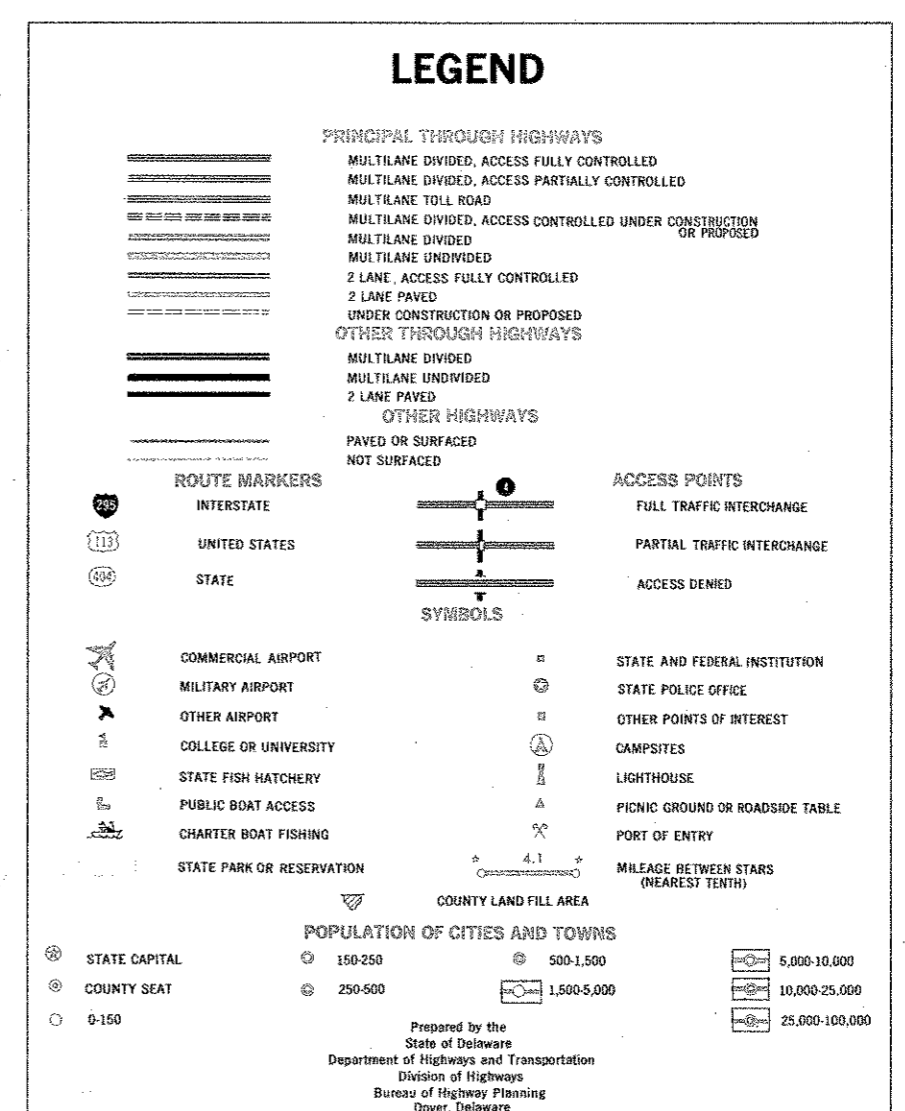 LEGEND
PRINCIPAL THROUGH HIGHWAYS
MULTILANE DIVIDED, ACCESS FULLY CONTROLLED
MULTILANE DIVIDED, ACCESS PARTIALLY CONTROLLED
MULTILANE TOLL ROAD
MULTILANE DIVIDED, ACCESS CONTROLLED UNDER CONSTRUCTION
OR PROPOSED
MULTILANE DIVIDED
MULTILANE UNDIVIDED
2 LANE, ACCESS FULLY CONTROLLED
2 LANE PAVED
UNDER CONSTRUCTION OR PROPOSED
OTHER THROUGH HIGHWAYS
MULTILANE DIVIDED
MULTILANE UNDIVIDED
2 LANE PAVED
OTHER HIGHWAYS
PAVED OR SURFACED
NOT SURFACED
ROUTE MARKERS
295 INTERSTATE
113 UNITED STATES
404 STATE
ACCESS POINTS
FULL TRAFFIC INTERCHANGE
PARTIAL TRAFFIC INTERCHANGE
ACCESS DENIED
SYMBOLS
COMMERCIAL AIRPORT
MILITARY AIRPORT
OTHER AIRPORT
COLLEGE OR UNIVERSITY
STATE FISH HATCHERY
PUBLIC BOAT ACCESS
CHARTER BOAT FISHING
STATE PARK OR RESERVATION
STATE AND FEDERAL INSTITUTION
STATE POLICE OFFICE
OTHER POINTS OF INTEREST
CAMPSITES
LIGHTHOUSE
PICNIC GROUND OR ROADSIDE TABLE
PORT OF ENTRY
4.1 MILEAGE BETWEEN STARS
(NEAREST TENTH)
COUNTY LAND FILL AREA
POPULATION OF CITIES AND TOWNS
STATE CAPITAL
COUNTY SEAT
0-150
150-250
250-500
500-1,500
1,500-5,000
5,000-10,000
10,000-25,000
25,000-100,000
Prepared by the
State of Delaware
Department of Highways and Transportation
Division of Highways
Bureau of Highway Planning
Dover, Delaware